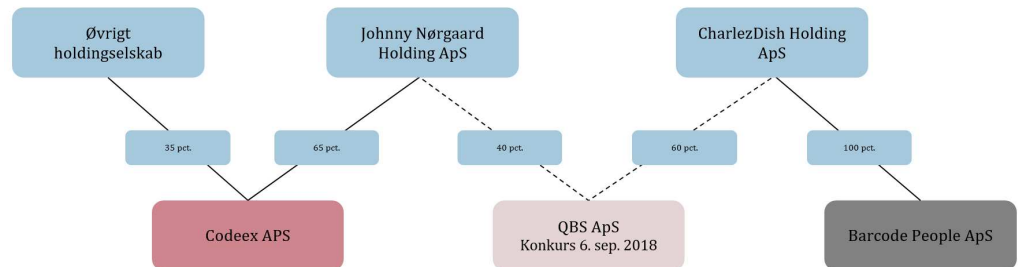 Øvrigt
holdingselskab
Johnny Nørgaard
Holding ApS
CharlezDish Holding
ApS
35 pct.
65 pct.
40 pct.
60 pct.
100 pct.
Codeex APS
QBS ApS
Konkurs 6. sep. 2018
Barcode People ApS